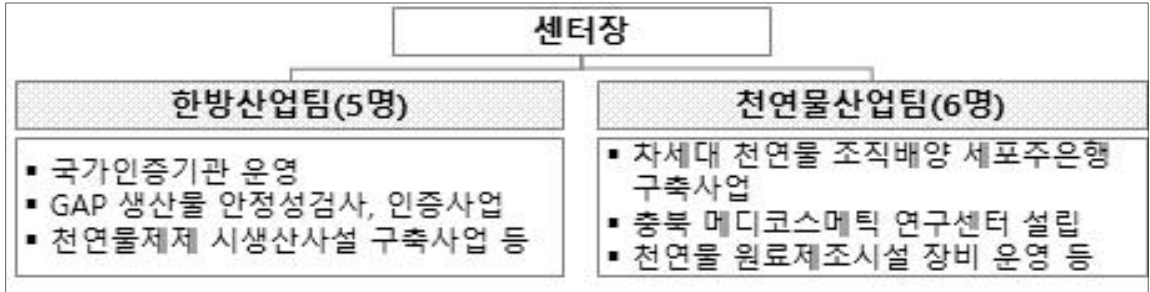 센터장
한방산업팀(5명)
▪ 국가인증기관 운영
▪ GAP 생산물 안정성검사, 인증사업
▪ 천연물제제 시생산사설 구축사업 등
천연물산업팀(6명)
▪ 차세대 천연물 조직배양 세포주은행
구축사업
▪ 충북 메디코스메틱 연구센터 설립
▪ 천연물 원료제조시설 장비 운영 등